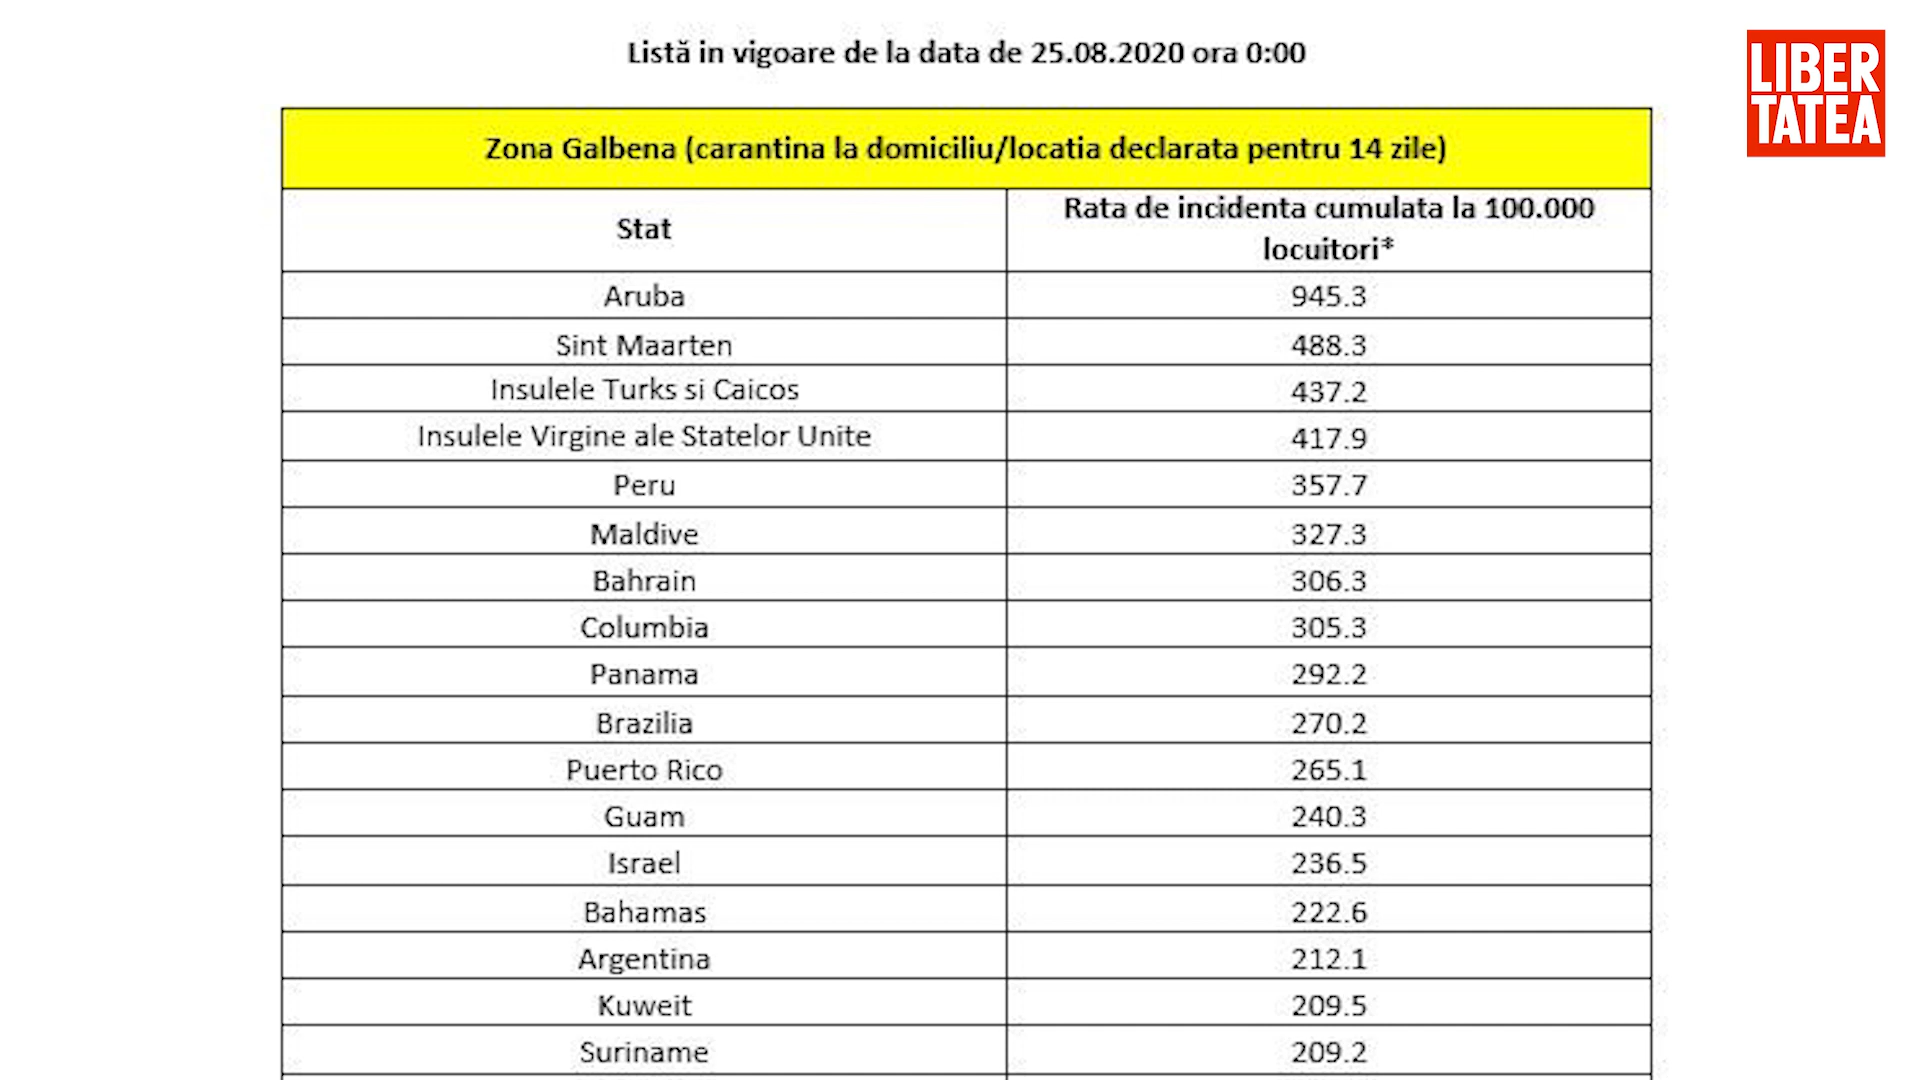 Listă in vigoare de la data de 25.08.2020 ora 0:00
LIBER
TATEA
Zona Galbena (carantina la domiciliu/locatia declarata pentru 14 zile)
Stat
Rata de incidenta cumulata la 100.000
locuitori*
Aruba 945.3
Sint Maarten 488.3
Insulele Turks si Caicos 437.2
Insulele Virgine ale Statelor Unite 417.9
Peru 357.7
Maldive 327.3
Bahrain 306.3
Columbia 305.3
Panama 292.2
Brazilia 270.2
Puerto Rico 265.1
Guam 240.3
Israel 236.5
Bahamas 222.6
Argentina 212.1
Kuweit 209.5
Suriname 209.2